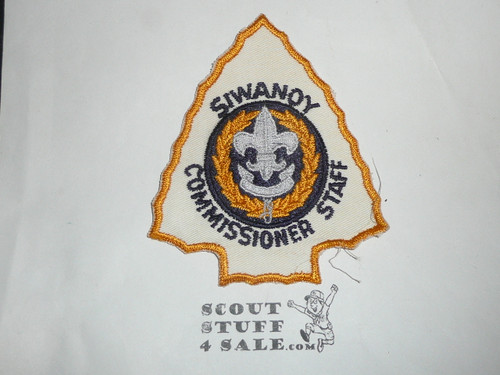 SIWANOY
COMMISSIONER STAFF
SCOUT
STUFF
4 SALE.COM